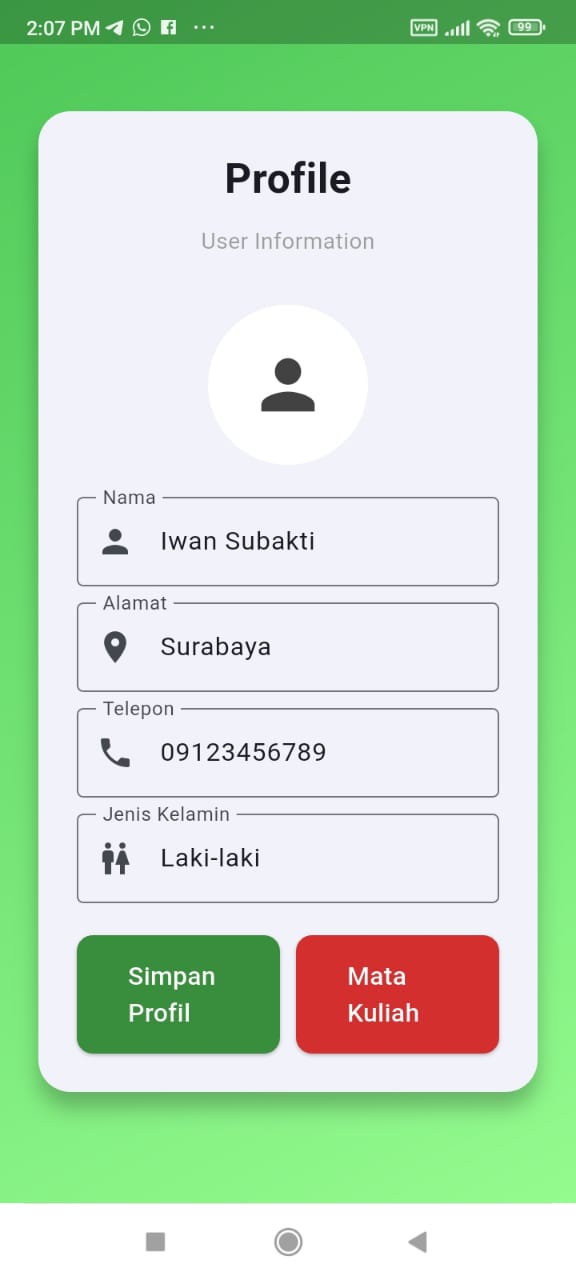 2:07 PM
VPN
99
Profile
User Information
Nama
Iwan Subakti
Alamat
Surabaya
Telepon
09123456789
Jenis Kelamin
Laki-laki
Simpan
Profil
Mata
Kuliah